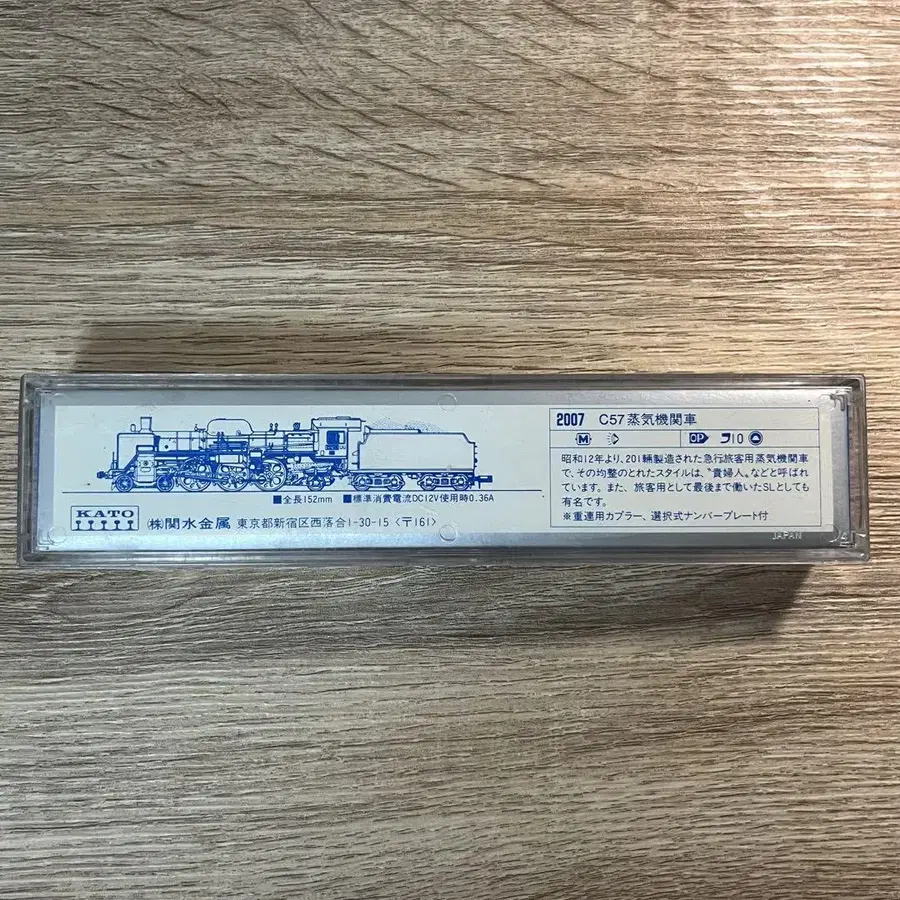 2007 C57蒸気機関車
M OP フ10
昭和12年より、201輛製造された急行旅客用蒸気機関車
で、その均整のとれたスタイルは、〝貴婦人〟などと呼ばれ
ています。また、旅客用として最後まで働いたSLとしても
有名です。
※重連用カプラー、選択式ナンバープレート付
■全長152mm ■標準消費電流DC12V使用時0.36A
KATO
(株)関水金属 東京都新宿区西落合1-30-15〈〒161〉
JAPAN